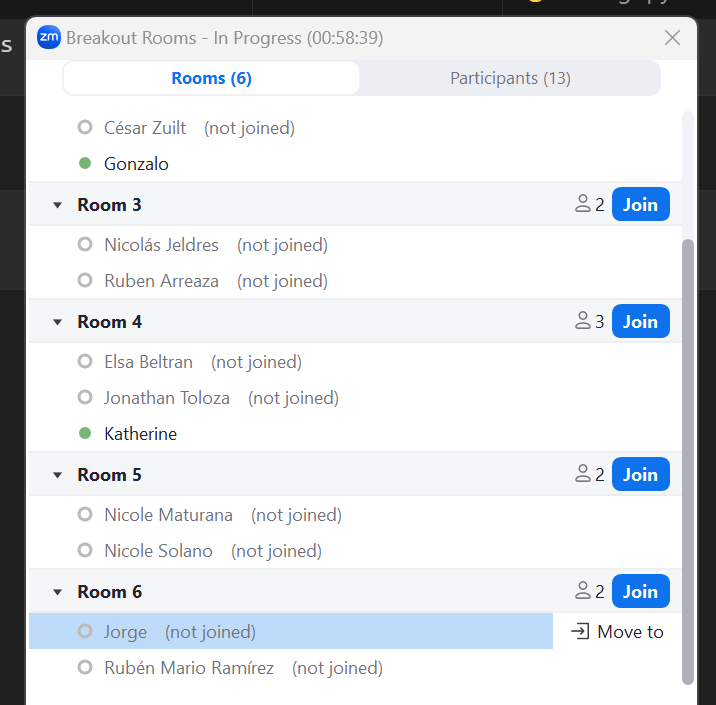 s
zm Breakout Rooms - In Progress (00:58:39)
Rooms (6) Participants (13)
César Zuilt (not joined)
Gonzalo
Room 3 2 Join
Nicolás Jeldres (not joined)
Ruben Arreaza (not joined)
Room 4 3 Join
Elsa Beltran (not joined)
Jonathan Toloza (not joined)
Katherine
Room 5 2 Join
Nicole Maturana (not joined)
Nicole Solano (not joined)
Room 6 2 Join
Jorge (not joined) Move to
Rubén Mario Ramírez (not joined)